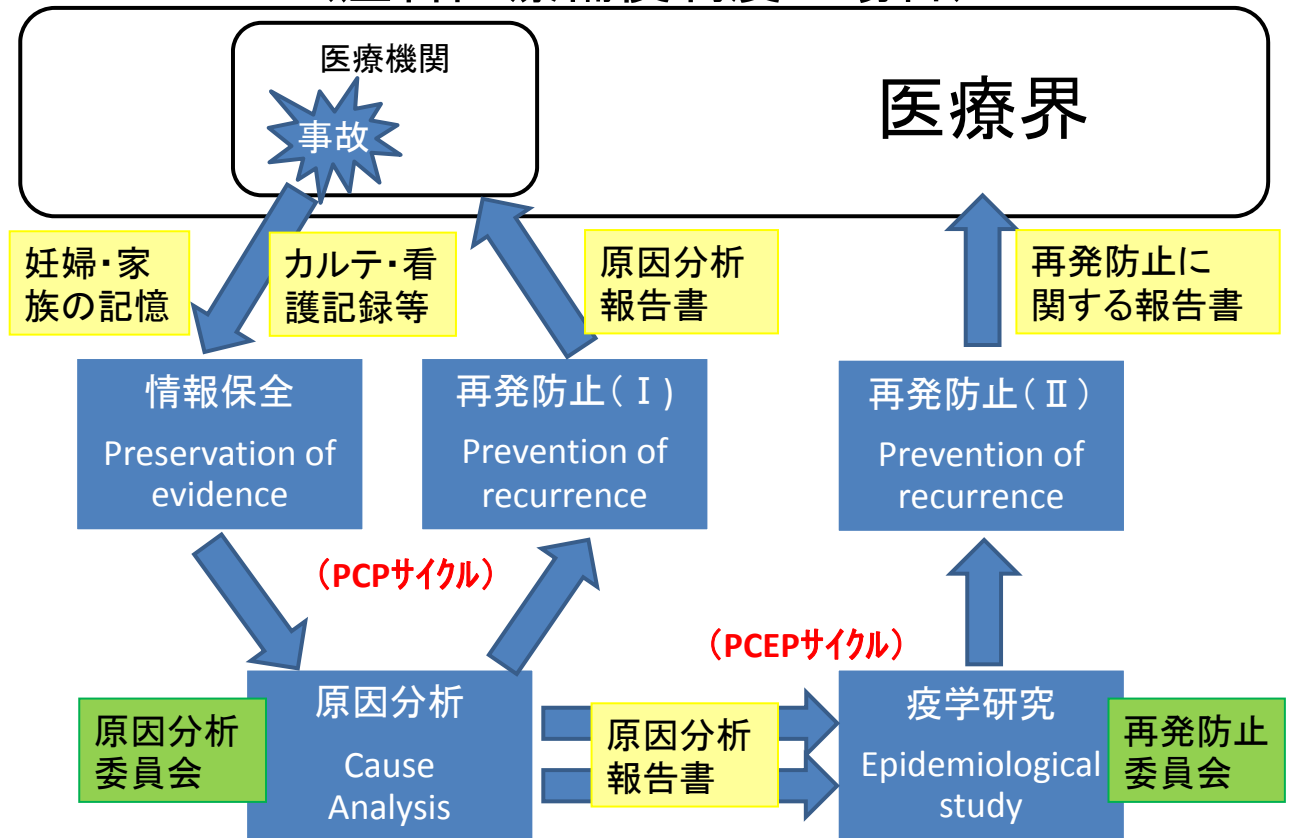 医療機関
事故
医療界
妊婦・家
族の記憶
カルテ・看
護記録等
原因分析
報告書
再発防止に
関する報告書
情報保全
Preservation of
evidence
再発防止(Ⅰ)
Prevention of
recurrence
再発防止(Ⅱ)
Prevention of
recurrence
(PCPサイクル)
(PCEPサイクル)
原因分析
委員会
原因分析
Cause
Analysis
原因分析
報告書
疫学研究
Epidemiological
study
再発防止
委員会